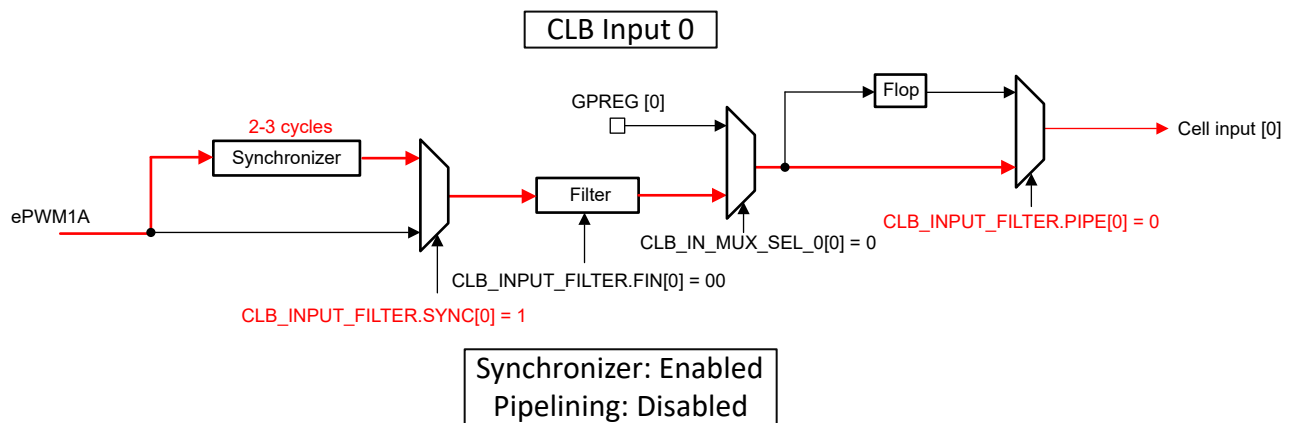 CLB Input 0
GPREG [0]
Flop
2-3 cycles
Synchronizer
Cell input [0]
Filter
ePWM1A
CLB_INPUT_FILTER.PIPE[0] = 0
CLB_IN_MUX_SEL_0[0] = 0
CLB_INPUT_FILTER.FIN[0] = 00
CLB_INPUT_FILTER.SYNC[0] = 1
Synchronizer: Enabled
Pipelining: Disabled